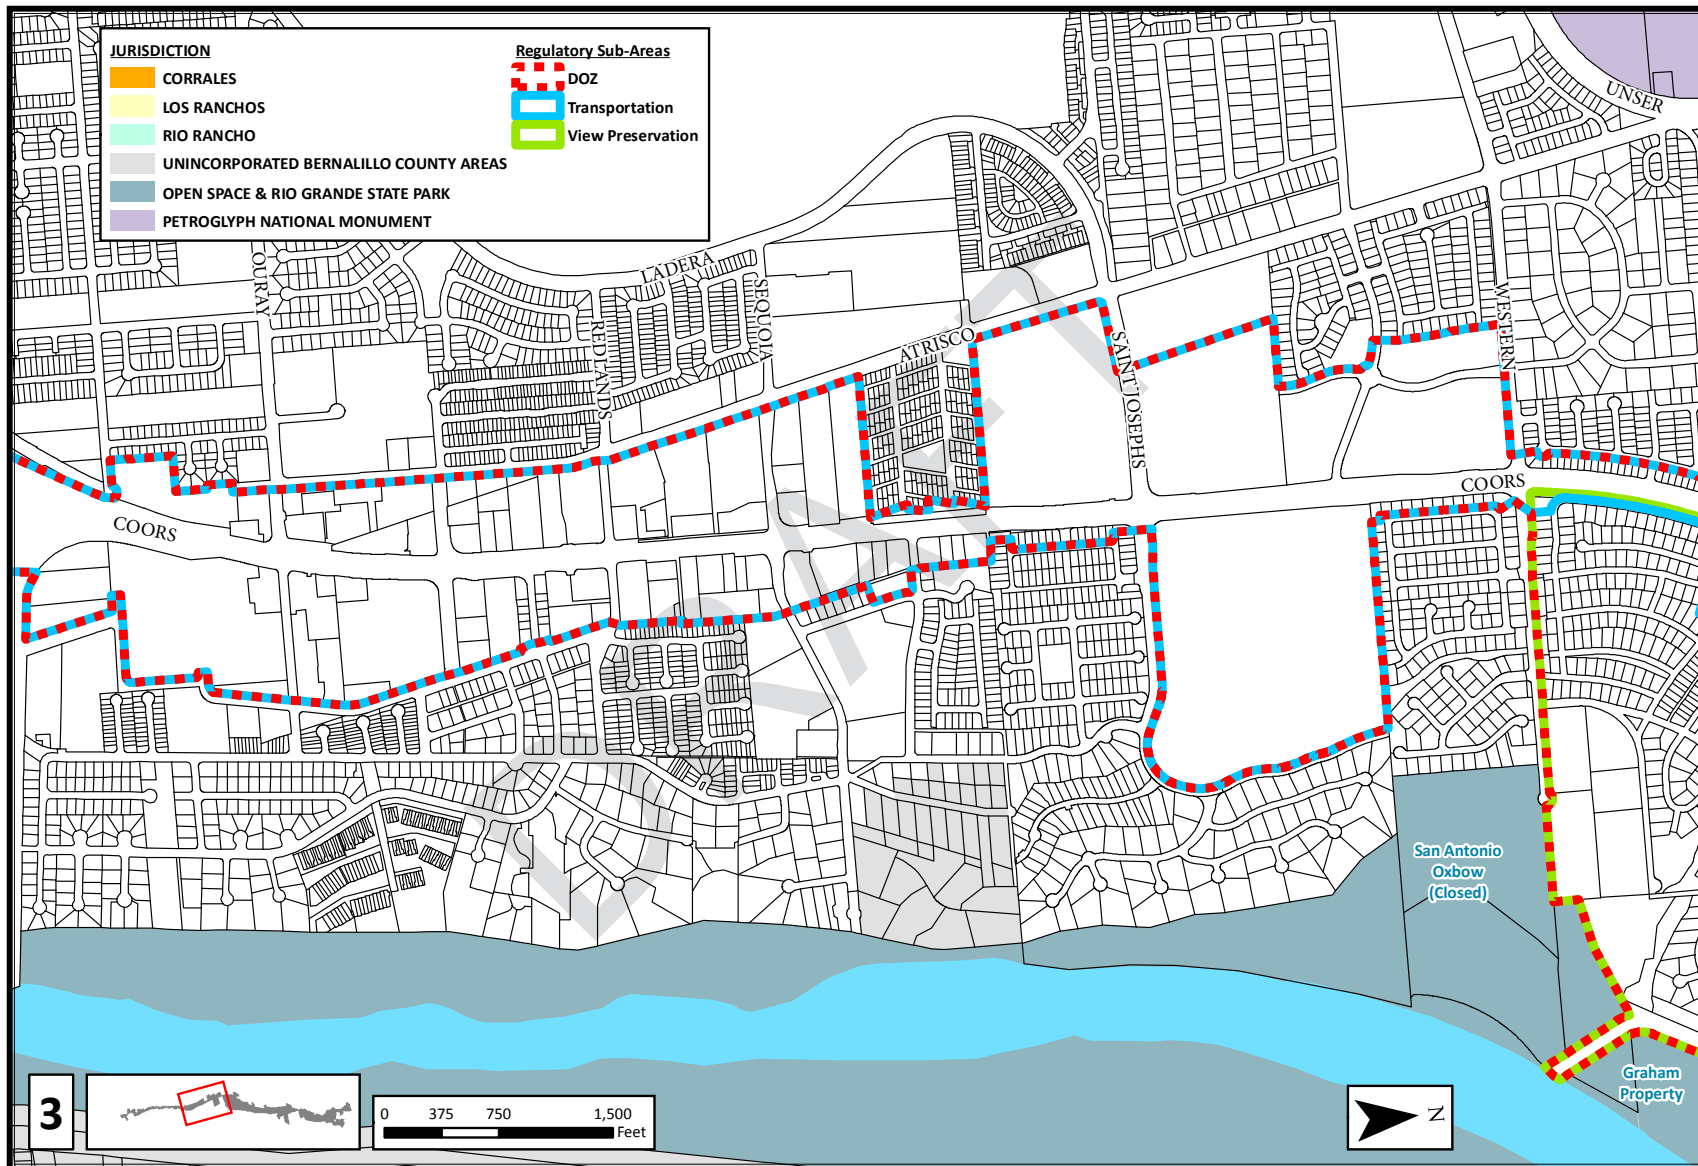 JURISDICTION
CORRALES
LOS RANCHOS
RIO RANCHO
UNINCORPORATED BERNALILLO COUNTY AREAS
OPEN SPACE & RIO GRANDE STATE PARK
PETROGLYPH NATIONAL MONUMENT
Regulatory Sub-Areas
DOZ
Transportation
View Preservation
UNSER
OURAY
LADERA
SEQUOIA
REDLANDS
ATRISCO
SAINT JOSEPHS
WESTERN
COORS
COORS
DRAFT
San Antonio
Oxbow
(Closed)
Graham
Property
3
0 375 750 1,500
Feet
N